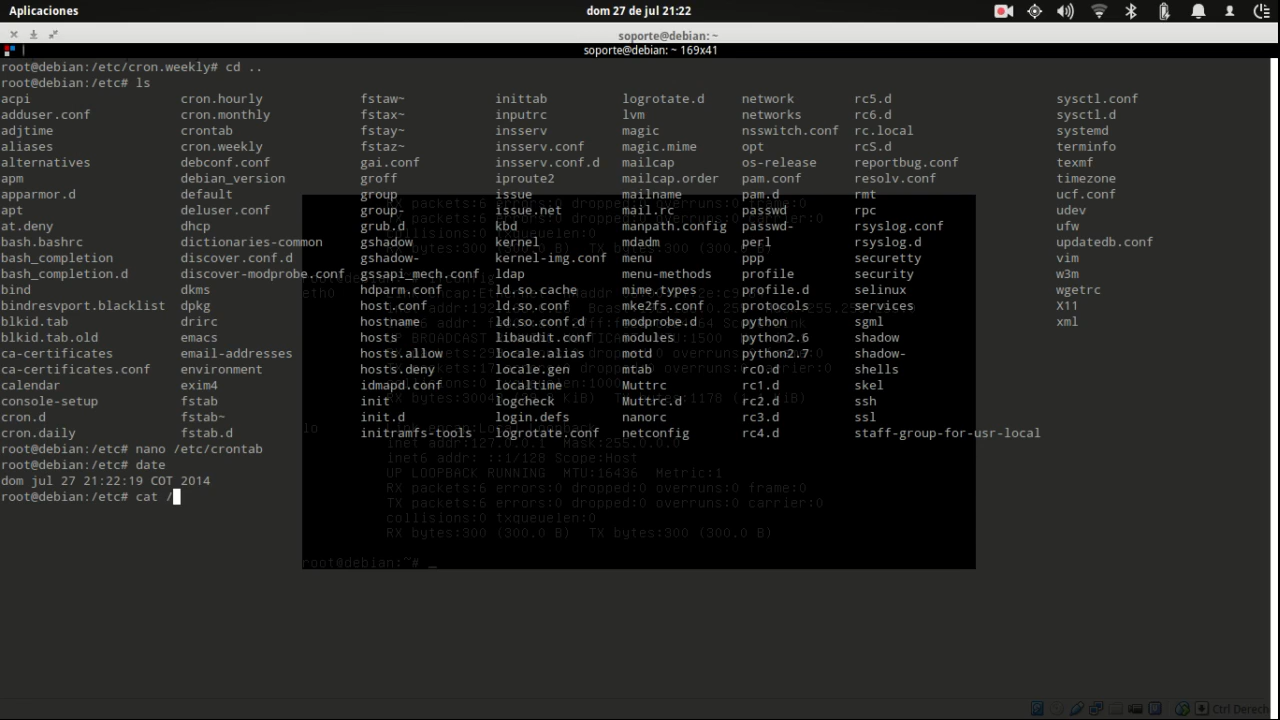 Aplicaciones dom 27 de jul 21:22
soporte@debian: ~
soporte@debian: ~ 169x41
root@debian:/etc/cron.weekly# cd ..
root@debian:/etc# ls
acpi cron.hourly fstaw~ inittab logrotate.d network rc5.d sysctl.conf
adduser.conf cron.monthly fstax~ inputrc lvm networks rc6.d sysctl.d
adjtime crontab fstay~ insserv magic nsswitch.conf rc.local systemd
aliases cron.weekly fstaz~ insserv.conf magic.mime opt rcS.d terminfo
alternatives debconf.conf gai.conf insserv.conf.d mailcap os-release reportbug.conf texmf
apm debian_version groff iproute2 mailcap.order pam.conf resolv.conf timezone
apparmor.d default group issue mailname pam.d rmt ucf.conf
apt deluser.conf group- issue.net mail.rc passwd rpc udev
at.deny dhcp grub.d kbd manpath.config passwd- rsyslog.conf ufw
bash.bashrc dictionaries-common gshadow kernel mdadm perl rsyslog.d updatedb.conf
bash_completion discover.conf.d gshadow- kernel-img.conf menu ppp securetty vim
bash_completion.d discover-modprobe.conf gssapi_mech.conf ldap menu-methods profile security w3m
bind dkms hdparm.conf ld.so.cache mime.types profile.d selinux wgetrc
bindresvport.blacklist dpkg host.conf ld.so.conf mke2fs.conf protocols services X11
blkid.tab drirc hostname ld.so.conf.d modprobe.d python sgml xml
blkid.tab.old emacs hosts libaudit.conf modules python2.6 shadow
ca-certificates email-addresses hosts.allow locale.alias motd python2.7 shadow-
ca-certificates.conf environment hosts.deny locale.gen mtab rc0.d shells
calendar exim4 idmapd.conf localtime Muttrc rc1.d skel
console-setup fstab init logcheck Muttrc.d rc2.d ssh
cron.d fstab~ init.d login.defs nanorc rc3.d ssl
cron.daily fstab.d initramfs-tools logrotate.conf netconfig rc4.d staff-group-for-usr-local
root@debian:/etc# nano /etc/crontab
root@debian:/etc# date
dom jul 27 21:22:19 COT 2014
root@debian:/etc# cat /
inet addr:127.0.0.1 Mask:255.0.0.0
inet6 addr: ::1/128 Scope:Host
UP LOOPBACK RUNNING MTU:16436 Metric:1
RX packets:6 errors:0 dropped:0 overruns:0 frame:0
TX packets:6 errors:0 dropped:0 overruns:0 carrier:0
collisions:0 txqueuelen:0
RX bytes:300 (300.0 B) TX bytes:300 (300.0 B)
root@debian:~# _
Ctrl Derech